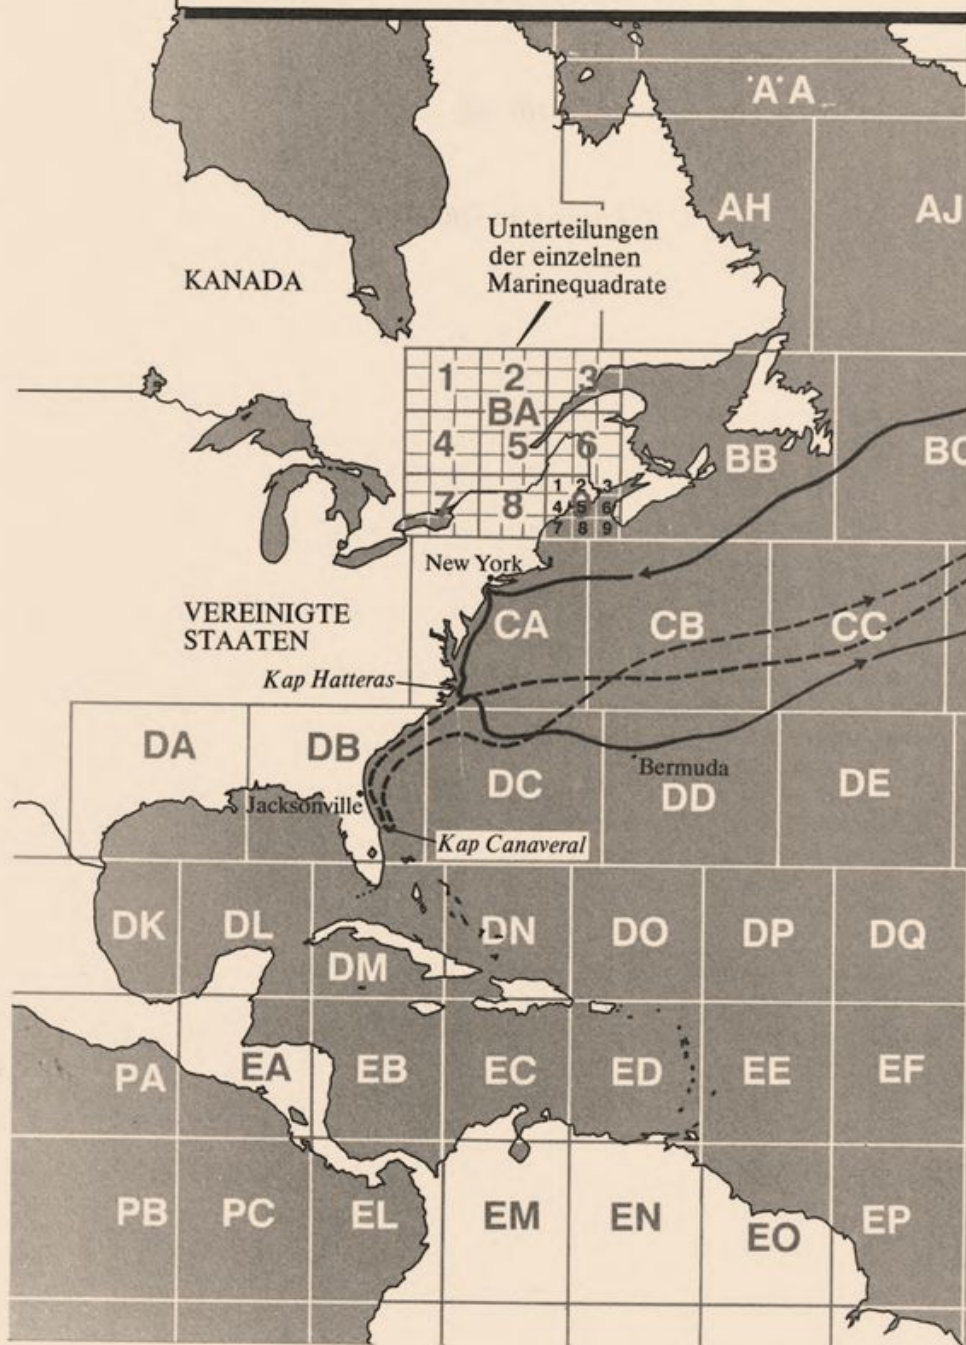 ÄÄ
AH
AJ
Unterteilungen
der einzelnen
Marinequadrate
KANADA
1 2 3
BA
4 5 6
7 8 9
1 2 3
4 5 6
7 8 9
BB
BC
New York
VEREINIGTE
STAATEN
CA
CB
CC
Kap Hatteras
DA
DB
Jacksonville
DC
Bermuda
DD
DE
Kap Canaveral
DK
DL
DM
DN
DO
DP
DQ
PA
EA
EB
EC
ED
EE
EF
PB
PC
EL
EM
EN
EO
EP